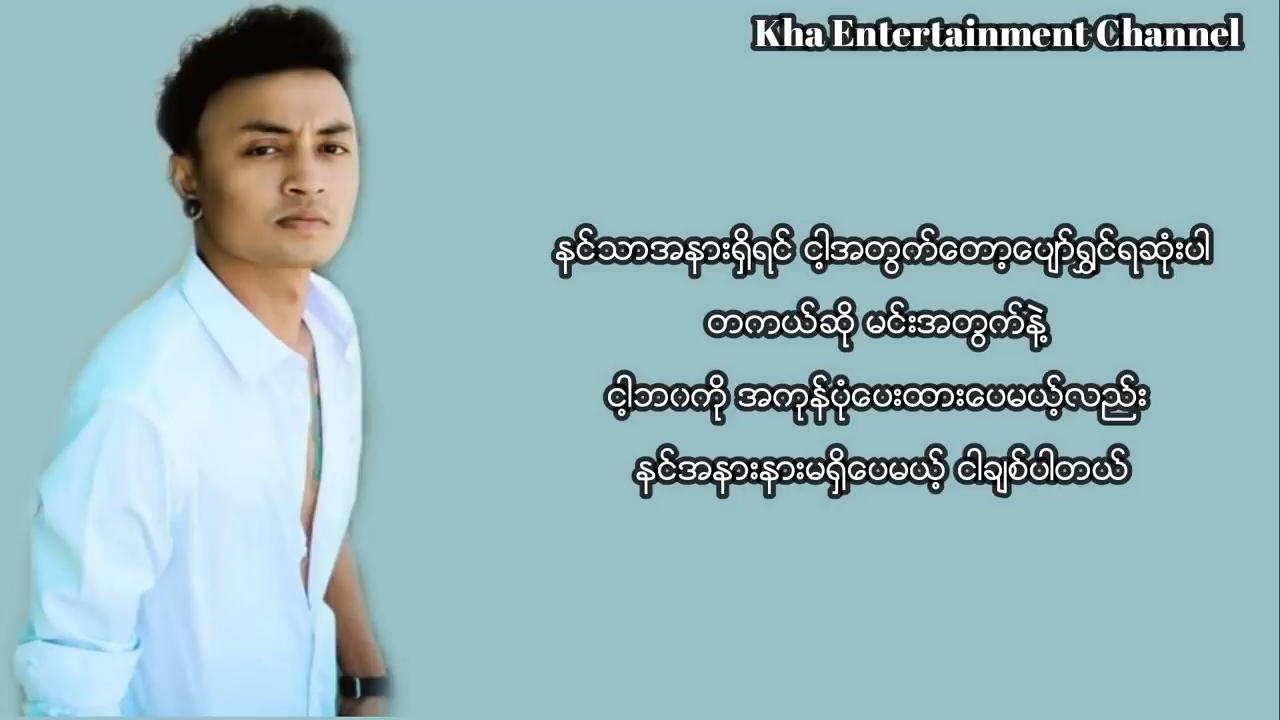 Kha Entertainment Channel
နင်သာအနားရှိရင် ငါ့အတွက်တော့ပျော်ရွှင်ရဆုံးပါ
တကယ်ဆို မင်းအတွက်နဲ့
ငါ့ဘဝကို အကုန်ပုံပေးထားပေမယ့်လည်း
နင်အနားနားမရှိပေမယ့် ငါချစ်ပါတယ်